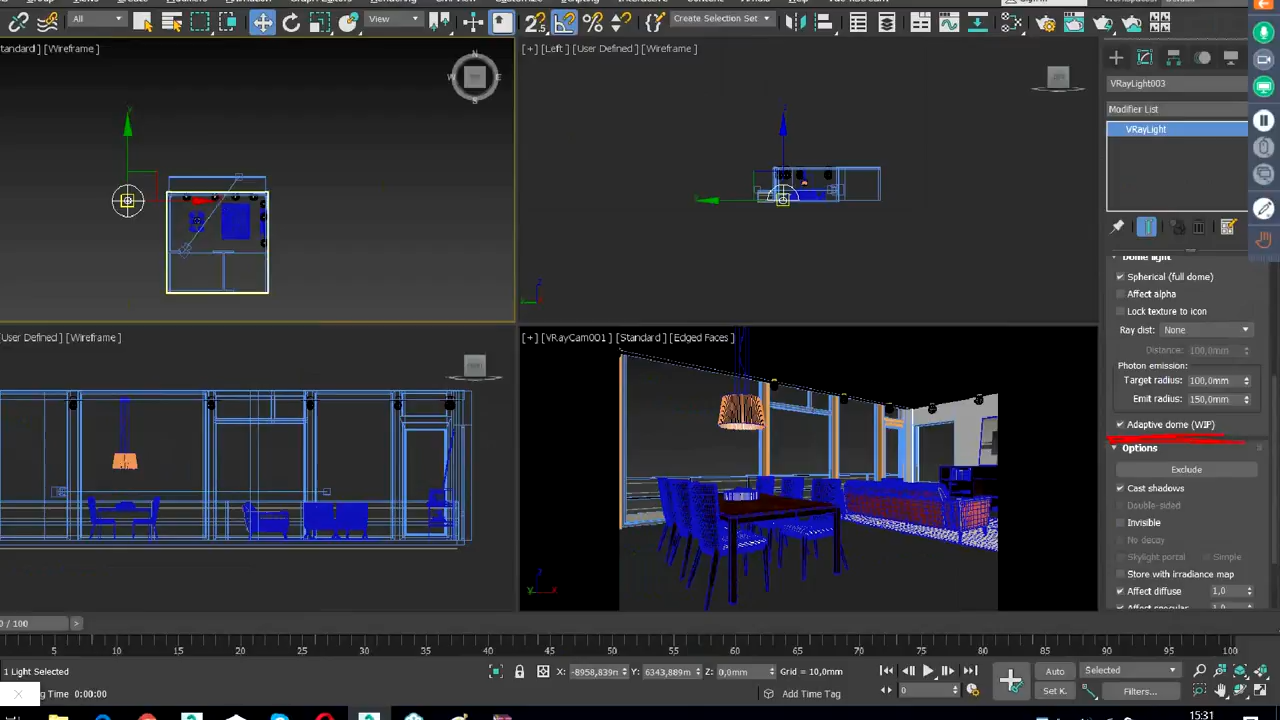 All
View
Create Selection Set
[Wireframe]
[+] [Left] [User Defined] [Wireframe]
N
W
E
S
VRayLight003
Modifier List
VRayLight
Dome light
Spherical (full dome)
Affect alpha
Lock texture to icon
Ray dist: None
Distance: 100,0mm
Photon emission:
Target radius: 100,0mm
Emit radius: 150,0mm
Adaptive dome (WIP)
Options
Exclude
Cast shadows
Double-sided
Invisible
No decay
Skylight portal
Simple
Store with irradiance map
Affect diffuse 1,0
Affect specular 1,0
User Defined] [Wireframe]
[+] [VRayCam001] [Standard] [Edged Faces]
0 / 100
5 10 15 20 25 30 35 40 45 50 55 60 65 70 75 80 85 90 95 100
1 Light Selected
X: -8958,839m
Y: 6343,889m
Z: 0,0mm
Grid = 10,0mm
Auto
Selected
Time 0:00:00
Add Time Tag
0
Set K.
Filters...
15:31